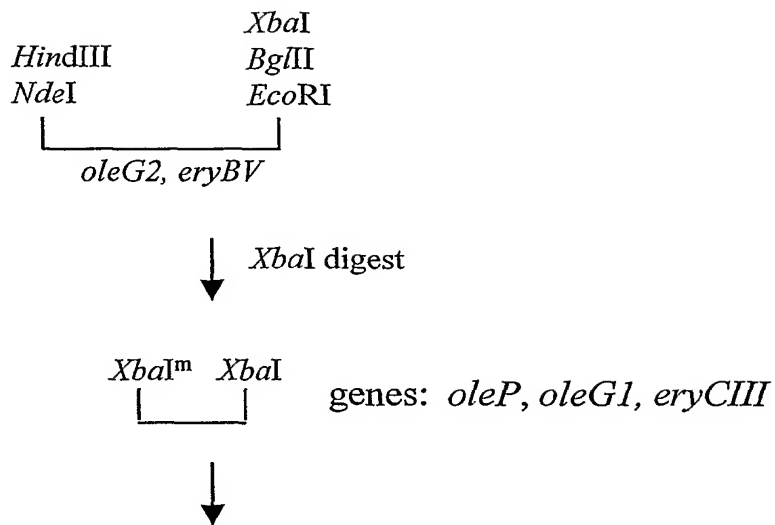 XbaI
HindIII BglII
NdeI EcoRI
oleG2, eryBV
XbaI digest
XbaIᵐ XbaI
genes: oleP, oleG1, eryCIII